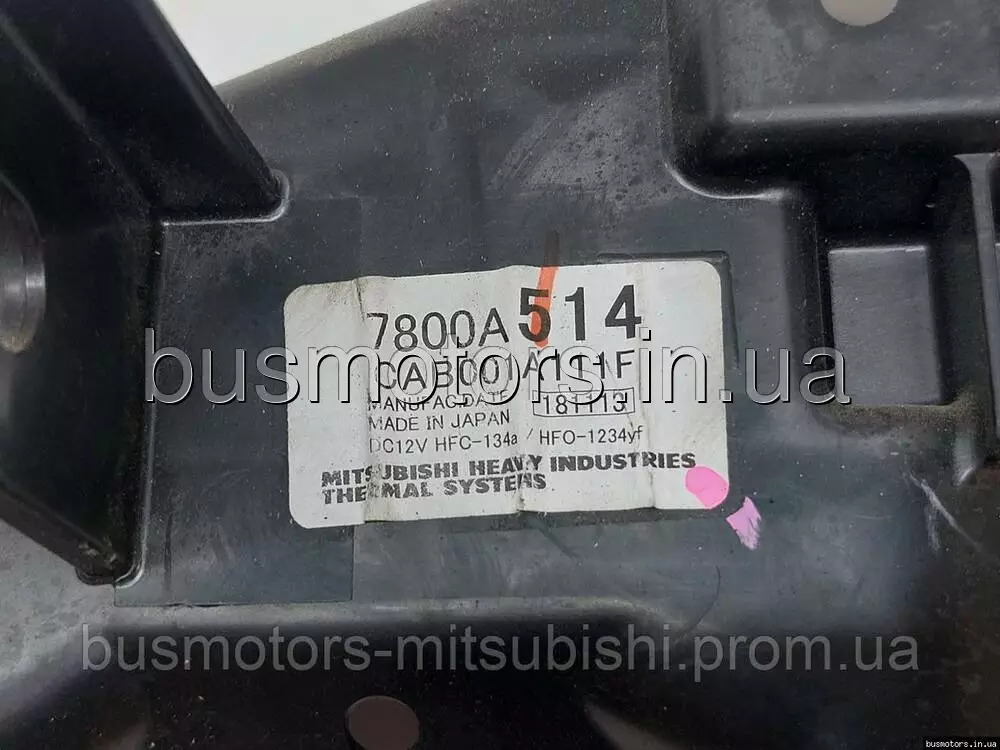 7800A514
CAB001A111F
busmotors.in.ua
MANUFAC.DATE 181113
MADE IN JAPAN
DC12V HFC-134a / HFO-1234yf
MITSUBISHI HEAVY INDUSTRIES
THERMAL SYSTEMS
busmotors-mitsubishi.prom.ua
busmotors.in.ua